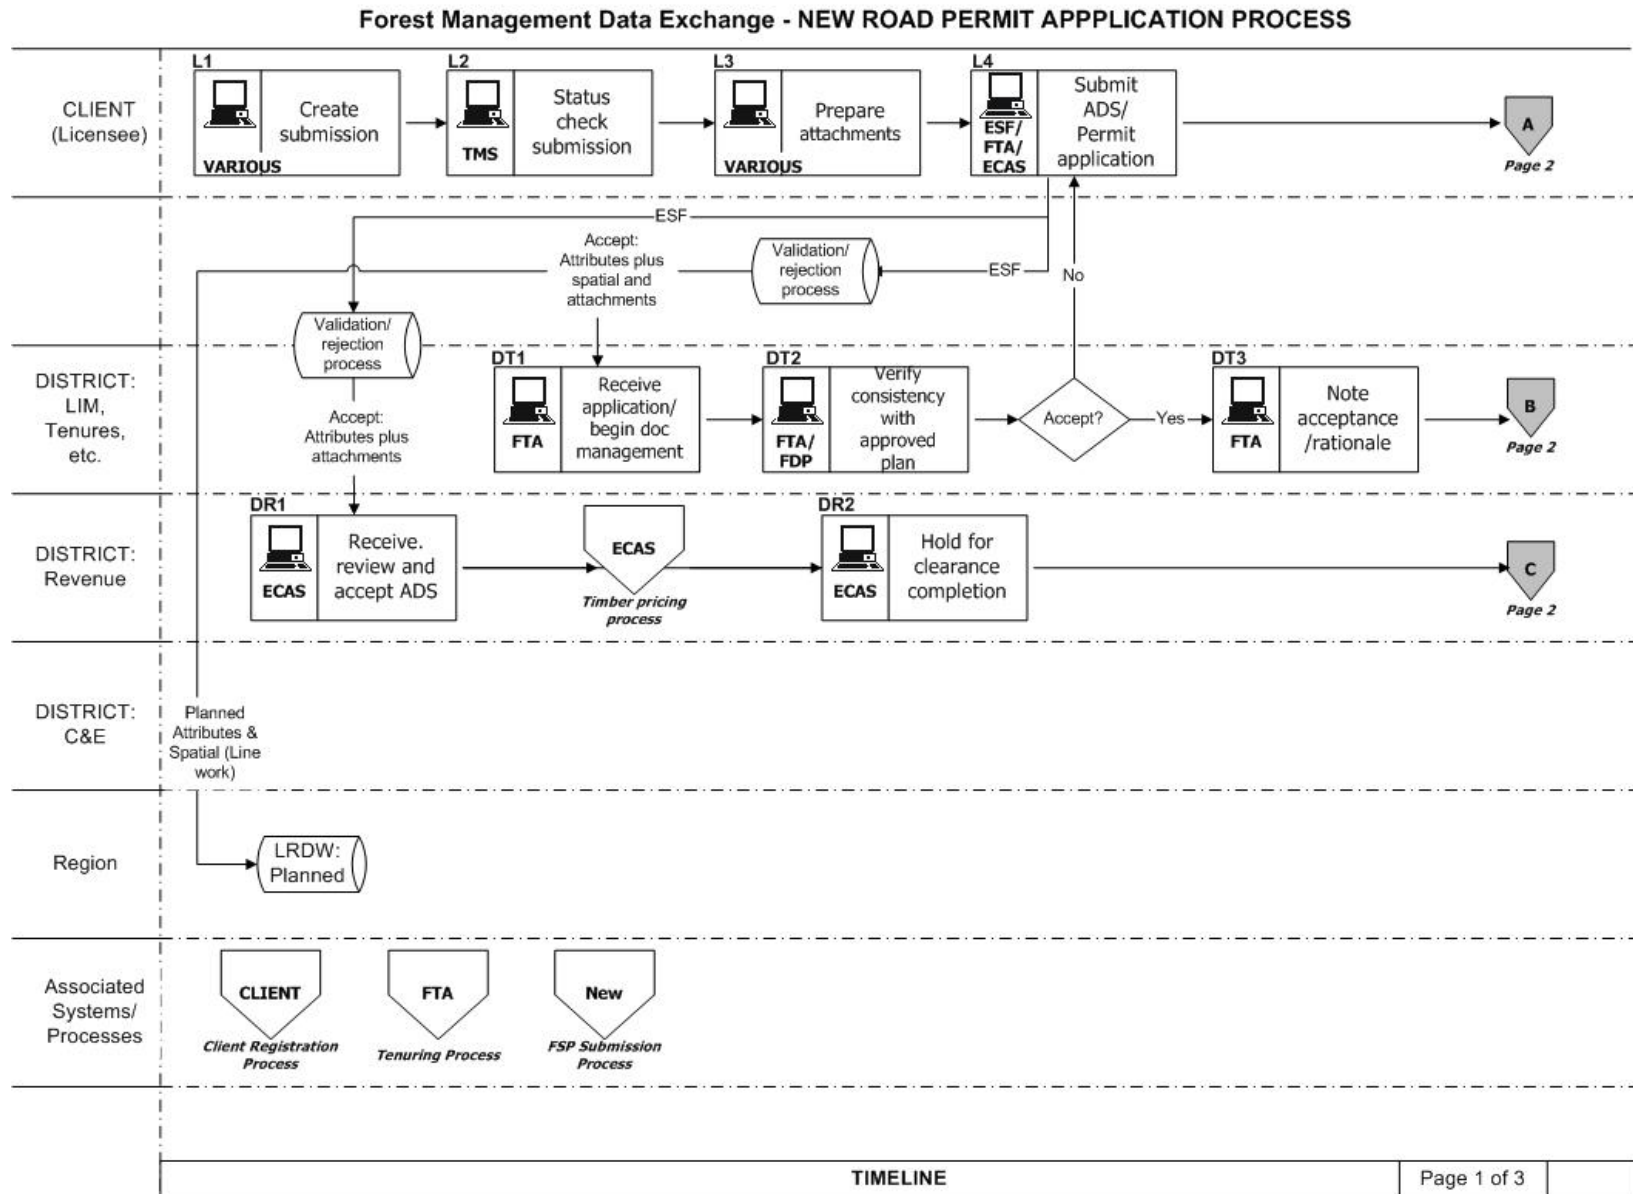 Forest Management Data Exchange - NEW ROAD PERMIT APPPLICATION PROCESS
CLIENT
(Licensee)
L1
VARIOUS
Create
submission
L2
TMS
Status
check
submission
L3
VARIOUS
Prepare
attachments
L4
ESF/
FTA/
ECAS
Submit
ADS/
Permit
application
A
Page 2
ESF
Accept:
Attributes plus
spatial and
attachments
Validation/
rejection
process
ESF
No
Validation/
rejection
process
DISTRICT:
LIM,
Tenures,
etc.
Accept:
Attributes plus
attachments
DT1
FTA
Receive
application/
begin doc
management
DT2
FTA/
FDP
Verify
consistency
with
approved
plan
Accept?
Yes
DT3
FTA
Note
acceptance
/rationale
B
Page 2
DISTRICT:
Revenue
DR1
ECAS
Receive.
review and
accept ADS
ECAS
Timber pricing
process
DR2
ECAS
Hold for
clearance
completion
C
Page 2
DISTRICT:
C&E
Planned
Attributes &
Spatial (Line
work)
Region
LRDW:
Planned
Associated
Systems/
Processes
CLIENT
Client Registration
Process
FTA
Tenuring Process
New
FSP Submission
Process
TIMELINE
Page 1 of 3